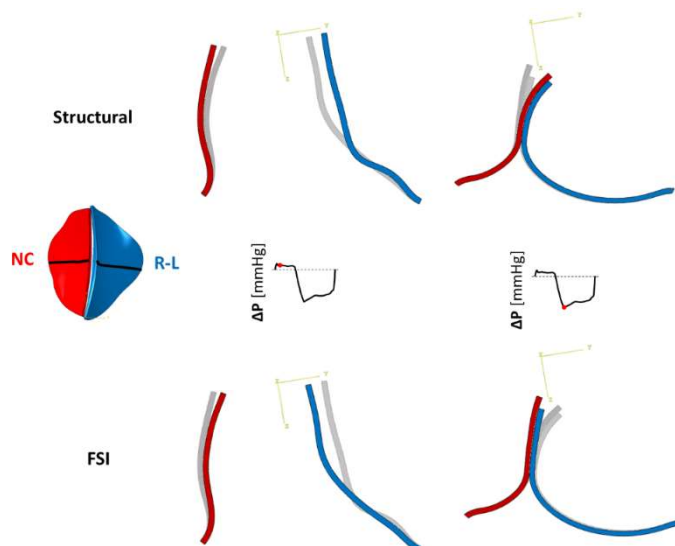 Structural
NC
R-L
ΔP [mmHg]
ΔP [mmHg]
FSI